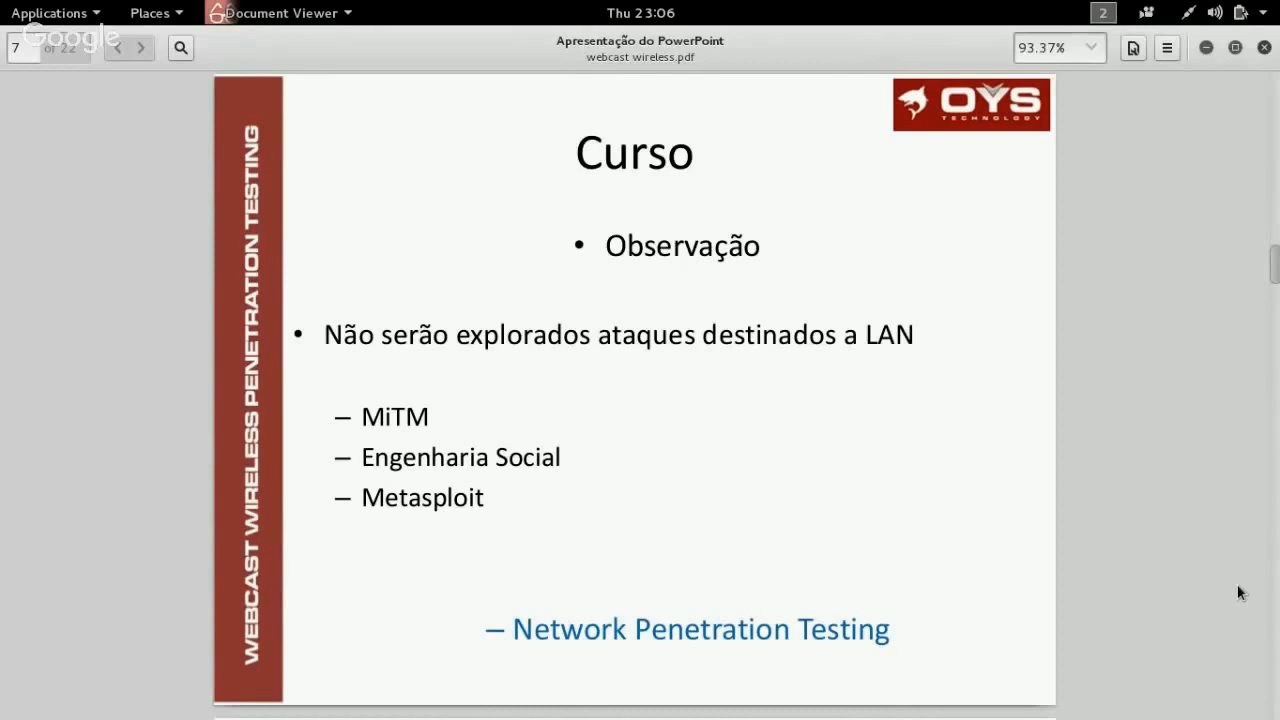 Applications Places Document Viewer Thu 23:06 2
Google
7 of 22 Apresentação do PowerPoint 93.37%
webcast wireless.pdf
OYS
TECHNOLOGY
WEBCAST WIRELESS PENETRATION TESTING
Curso
• Observação
• Não serão explorados ataques destinados a LAN
– MiTM
– Engenharia Social
– Metasploit
– Network Penetration Testing